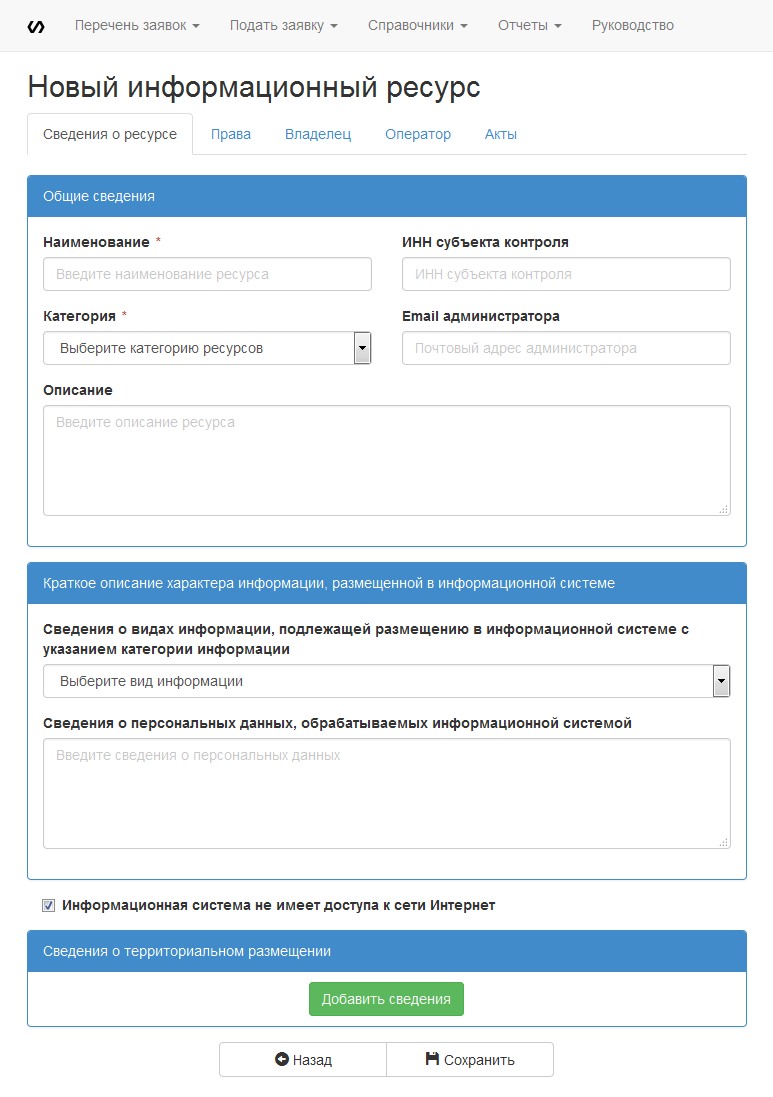 Перечень заявок Подать заявку Справочники Отчеты Руководство
Новый информационный ресурс
Сведения о ресурсе Права Владелец Оператор Акты
Общие сведения
Наименование * ИНН субъекта контроля
Введите наименование ресурса ИНН субъекта контроля
Категория * Email администратора
Выберите категорию ресурсов Почтовый адрес администратора
Описание
Введите описание ресурса
Краткое описание характера информации, размещенной в информационной системе
Сведения о видах информации, подлежащей размещению в информационной системе с
указанием категории информации
Выберите вид информации
Сведения о персональных данных, обрабатываемых информационной системой
Введите сведения о персональных данных
Информационная система не имеет доступа к сети Интернет
Сведения о территориальном размещении
Добавить сведения
Назад Сохранить